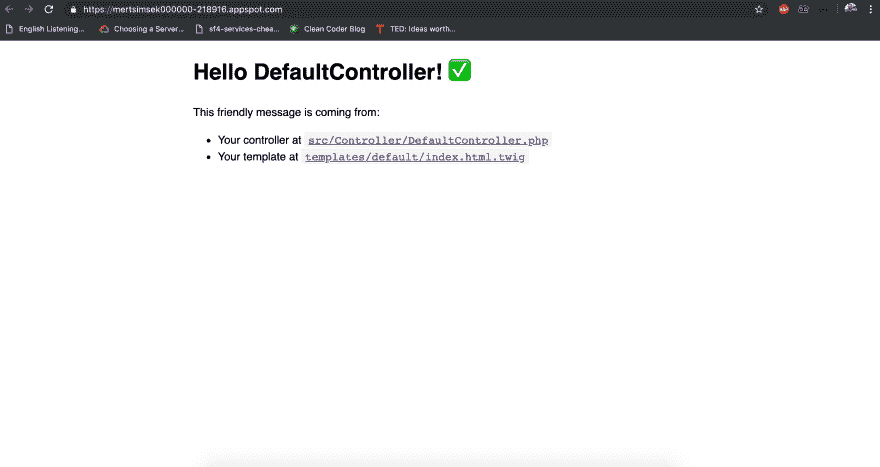 https://mertsimsek000000-218916.appspot.com
English Listening... Choosing a Server... sf4-services-chea... Clean Coder Blog TED: Ideas worth...
Hello DefaultController! ✅
This friendly message is coming from:
• Your controller at src/Controller/DefaultController.php
• Your template at templates/default/index.html.twig